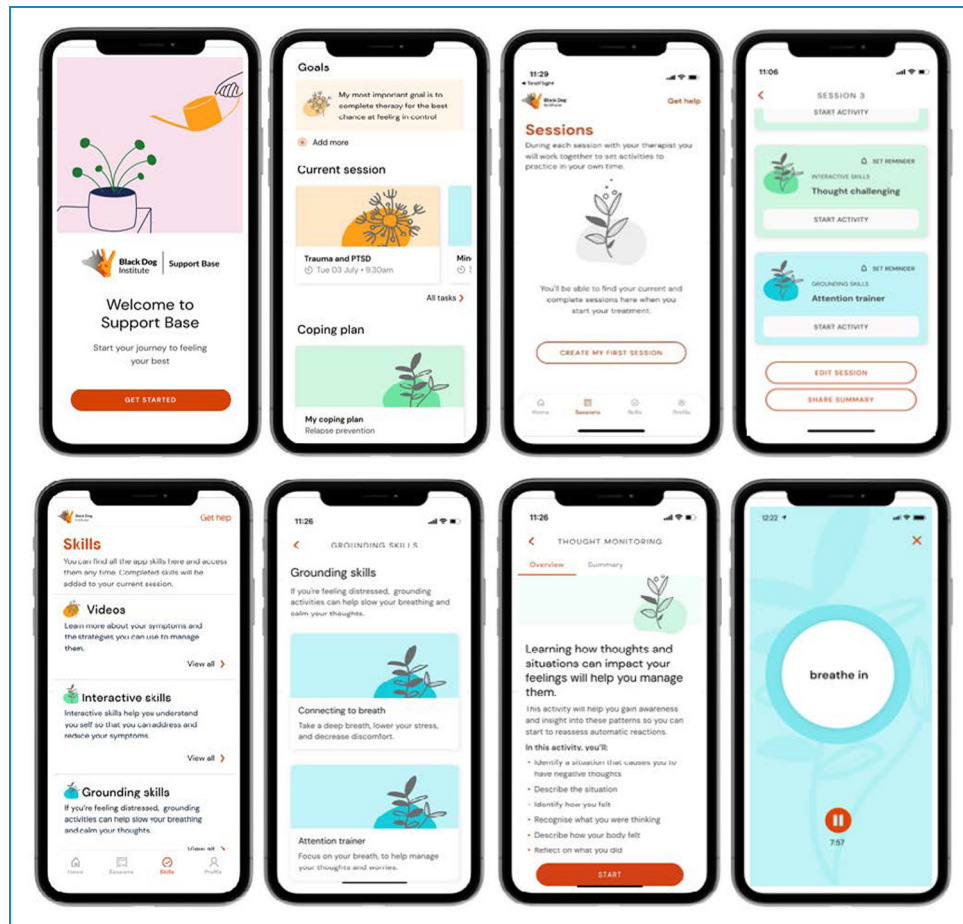 Black Dog
Institute
Support Base
Welcome to
Support Base
Start your journey to feeling
your best
GET STARTED
Goals
My most important goal is to
complete therapy for the best
chance at feeling in control
Add more
Current session
Trauma and PTSD
Tue 03 July • 9.30am
Min
All tasks
Coping plan
My coping plan
Relapse prevention
11:29
Black Dog
Institute
Get help
Sessions
During each session with your therapist you
will work together to set activities to
practice in your own time.
You'll be able to find your current and
complete sessions here when you
start your treatment.
CREATE MY FIRST SESSION
Home
Sessions
Skills
Profile
11:06
SESSION 3
START ACTIVITY
SET REMINDER
INTERACTIVE SKILLS
Thought challenging
START ACTIVITY
SET REMINDER
GROUNDING SKILLS
Attention trainer
START ACTIVITY
EDIT SESSION
SHARE SUMMARY
Black Dog
Institute
Get hep
Skills
You can find all the app skills here and access
them any time. Completed skills will be
added to your current session.
Videos
Learn more about your symptoms and
the strategies you can use to manage
them.
View all
Interactive skills
Interactive skills help you understand
you self so that you can address and
reduce your symptoms.
View all
Grounding skills
If you're feeling distressed, grounding
activities can help slow your breathing
and calm your thoughts.
View all
Home
Sessions
Skills
Profile
11:26
GROUNDING SKILLS
Grounding skills
If you're feeling distressed, grounding
activities can help slow your breathing and
calm your thoughts.
Connecting to breath
Take a deep breath, lower your stress,
and decrease discomfort.
Attention trainer
Focus on your breath, to help manage
your thoughts and worries.
11:26
THOUGHT MONITORING
Overview
Summary
Learning how thoughts and
situations can impact your
feelings will help you manage
them.
This activity will help you gain awareness
and insight into these patterns so you can
start to reassess automatic reactions.
In this activity, you'll:
• Identify a situation that causes you to
have negative thoughts
• Describe the situation
• Identify how you felt
• Recognise what you were thinking
• Describe how your body felt
• Reflect on what you did
START
12:22
breathe in
7:57